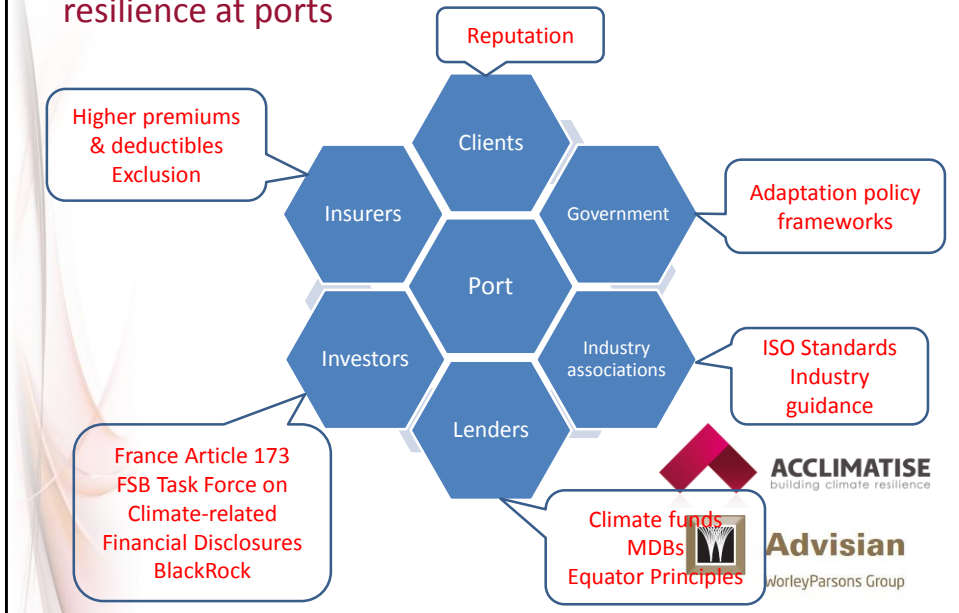 resilience at ports
Reputation
Higher premiums
& deductibles
Exclusion
Clients
Insurers
Government
Adaptation policy
frameworks
Port
Investors
Industry
associations
ISO Standards
Industry
guidance
Lenders
France Article 173
FSB Task Force on
Climate-related
Financial Disclosures
BlackRock
Climate funds
MDBs
Equator Principles
ACCLIMATISE
building climate resilience
Advisian
WorleyParsons Group